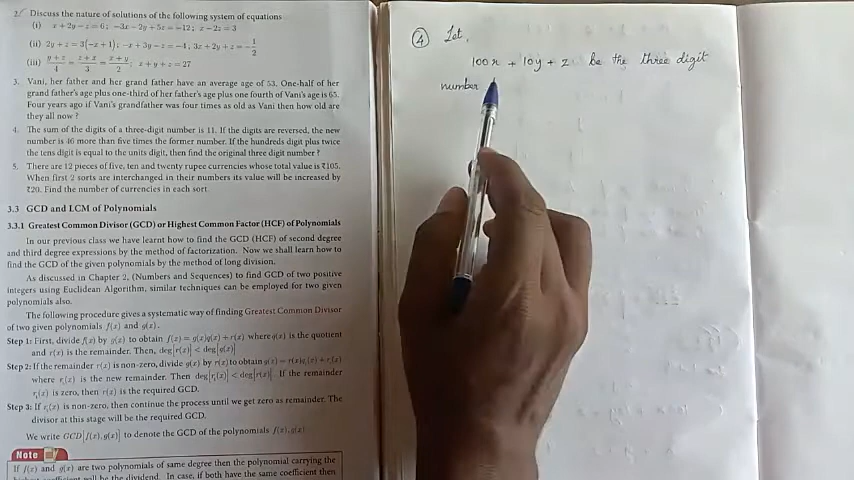 2. Discuss the nature of solutions of the following system of equations
(i) x + 2y − z = 6; −3x − 2y + 5z = −12; x − 2z = 3
(ii) 2y + z = 3(−x + 1); −x + 3y − z = −4; 3x + 2y + z = −1/2
(iii) (y + z)/4 = (z + x)/3 = (x + y)/2; x + y + z = 27
3. Vani, her father and her grand father have an average age of 53. One-half of her
grand father's age plus one-third of her father's age plus one fourth of Vani's age is 65.
Four years ago if Vani's grandfather was four times as old as Vani then how old are
they all now ?
4. The sum of the digits of a three-digit number is 11. If the digits are reversed, the new
number is 46 more than five times the former number. If the hundreds digit plus twice
the tens digit is equal to the units digit, then find the original three digit number ?
5. There are 12 pieces of five, ten and twenty rupee currencies whose total value is ₹105.
When first 2 sorts are interchanged in their numbers its value will be increased by
₹20. Find the number of currencies in each sort.
3.3 GCD and LCM of Polynomials
3.3.1 Greatest Common Divisor (GCD) or Highest Common Factor (HCF) of Polynomials
In our previous class we have learnt how to find the GCD (HCF) of second degree
and third degree expressions by the method of factorization. Now we shall learn how to
find the GCD of the given polynomials by the method of long division.
As discussed in Chapter 2, (Numbers and Sequences) to find GCD of two positive
integers using Euclidean Algorithm, similar techniques can be employed for two given
polynomials also.
The following procedure gives a systematic way of finding Greatest Common Divisor
of two given polynomials f(x) and g(x).
Step 1: First, divide f(x) by g(x) to obtain f(x) = g(x)q(x) + r(x) where q(x) is the quotient
and r(x) is the remainder. Then, deg[r(x)] < deg[g(x)]
Step 2: If the remainder r(x) is non-zero, divide g(x) by r(x) to obtain g(x) = r(x)q₁(x) + r₁(x)
where r₁(x) is the new remainder. Then deg[r₁(x)] < deg[r(x)]. If the remainder
r₁(x) is zero, then r(x) is the required GCD.
Step 3: If r₁(x) is non-zero, then continue the process until we get zero as remainder. The
divisor at this stage will be the required GCD.
We write GCD[f(x), g(x)] to denote the GCD of the polynomials f(x), g(x)
Note
If f(x) and g(x) are two polynomials of same degree then the polynomial carrying the
highest coefficient will be the dividend. In case, if both have the same coefficient then
④ Let,
100x + 10y + z be the three digit
number